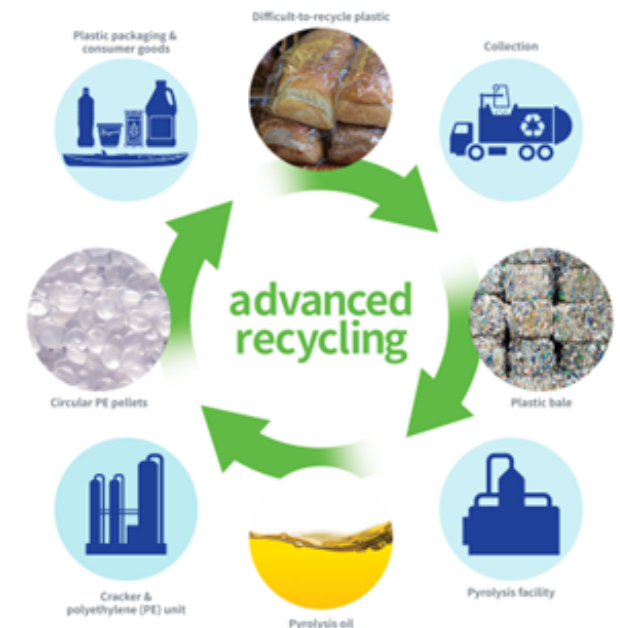 Difficult-to-recycle plastic
Plastic packaging &
consumer goods
Collection
advanced
recycling
Circular PE pellets
Plastic bale
Cracker &
polyethylene (PE) unit
Pyrolysis facility
Pyrolysis oil